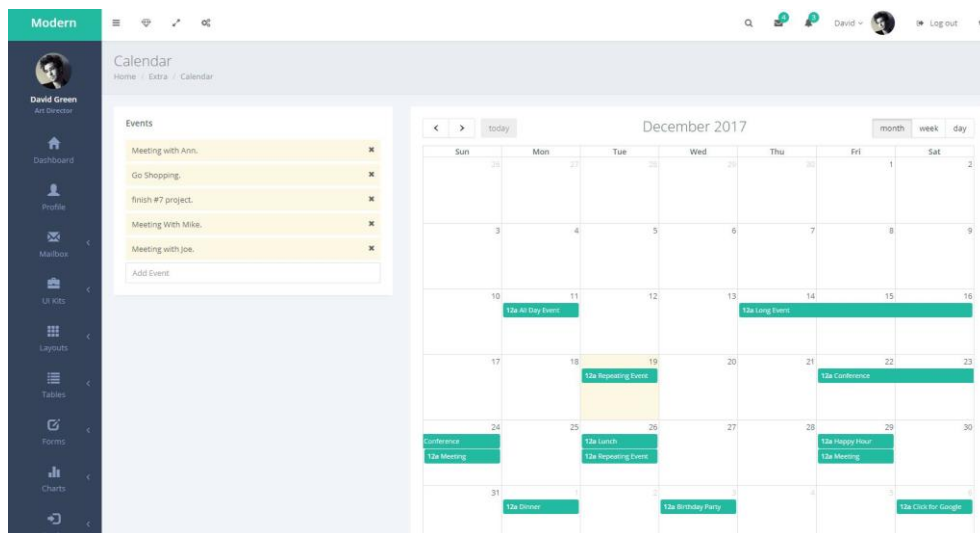 Modern
4
3
David
Log out
David Green
Art Director
Dashboard
Profile
Mailbox
UI Kits
Layouts
Tables
Forms
Charts
Calendar
Home / Extra / Calendar
Events
Meeting with Ann.
Go Shopping.
finish #7 project.
Meeting With Mike.
Meeting with Joe.
Add Event
today
December 2017
month week day
Sun Mon Tue Wed Thu Fri Sat
26 27 28 29 30 1 2
3 4 5 6 7 8 9
10 11 12 13 14 15 16
12a All Day Event 12a Long Event
17 18 19 20 21 22 23
12a Repeating Event 12a Conference
24 25 26 27 28 29 30
Conference 12a Lunch 12a Happy Hour
12a Meeting 12a Repeating Event 12a Meeting
31 1 2 3 4 5 6
12a Dinner 12a Birthday Party 12a Click for Google